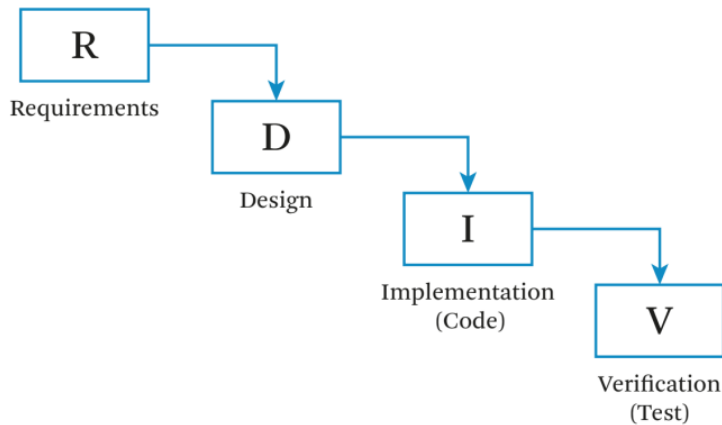 R
Requirements
D
Design
I
Implementation
(Code)
V
Verification
(Test)